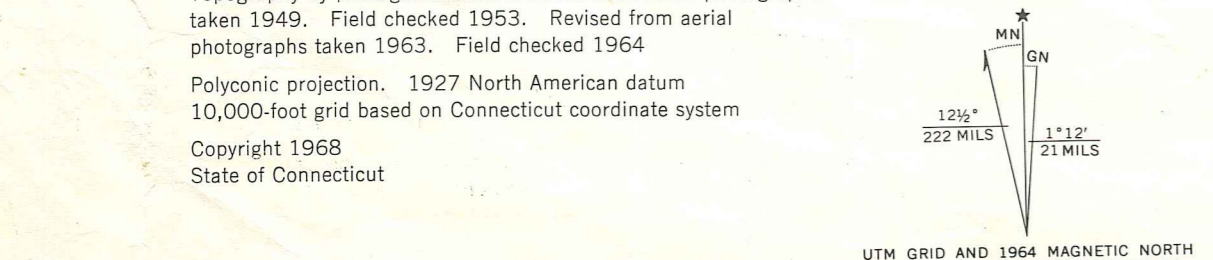 taken 1949. Field checked 1953. Revised from aerial
photographs taken 1963. Field checked 1964
Polyconic projection. 1927 North American datum
10,000-foot grid based on Connecticut coordinate system
Copyright 1968
State of Connecticut
★
MN
GN
12½°
222 MILS
1°12′
21 MILS
UTM GRID AND 1964 MAGNETIC NORTH